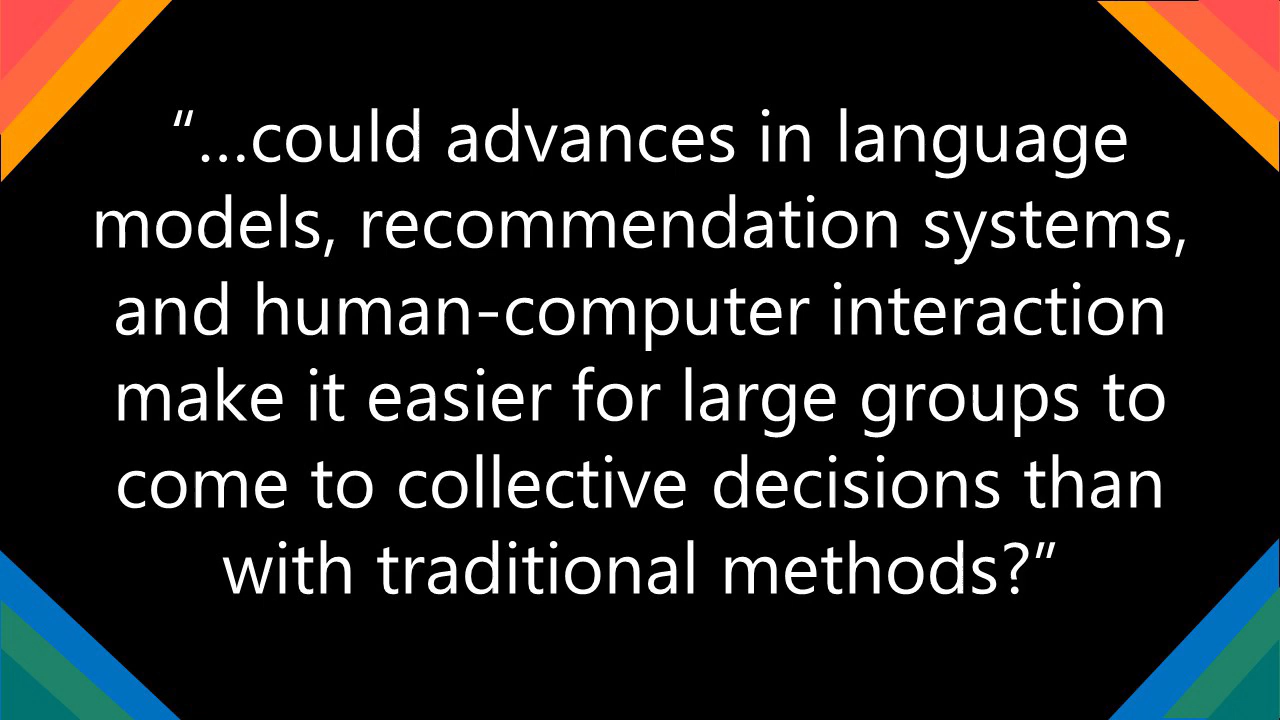 “…could advances in language
models, recommendation systems,
and human-computer interaction
make it easier for large groups to
come to collective decisions than
with traditional methods?”